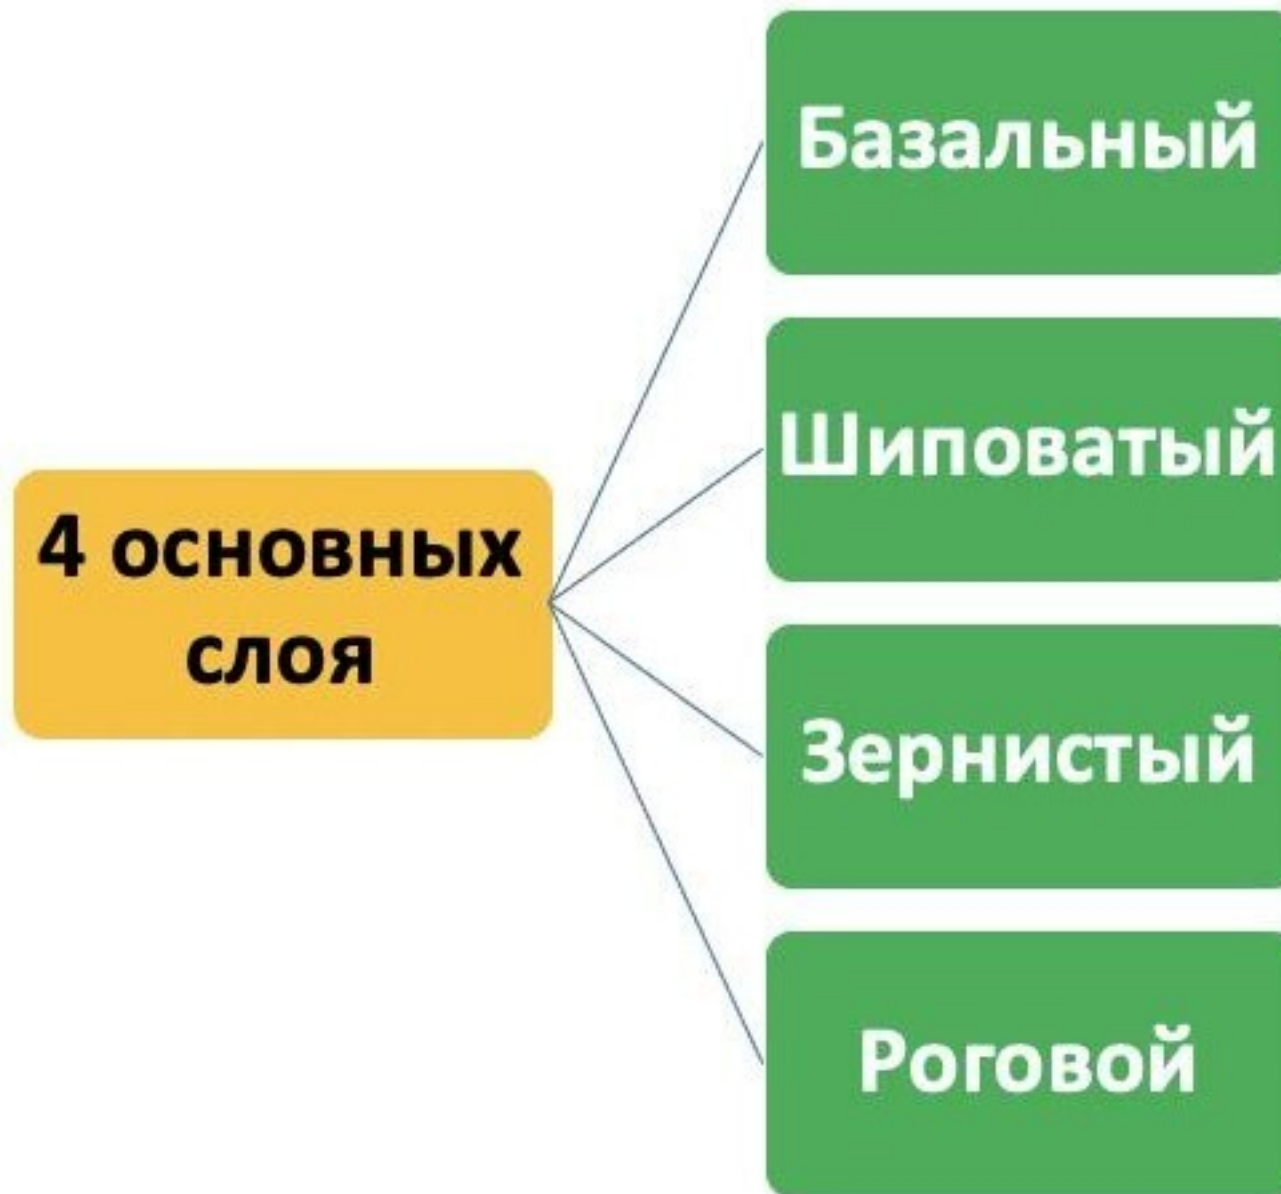 4 основных
слоя
Базальный
Шиповатый
Зернистый
Роговой